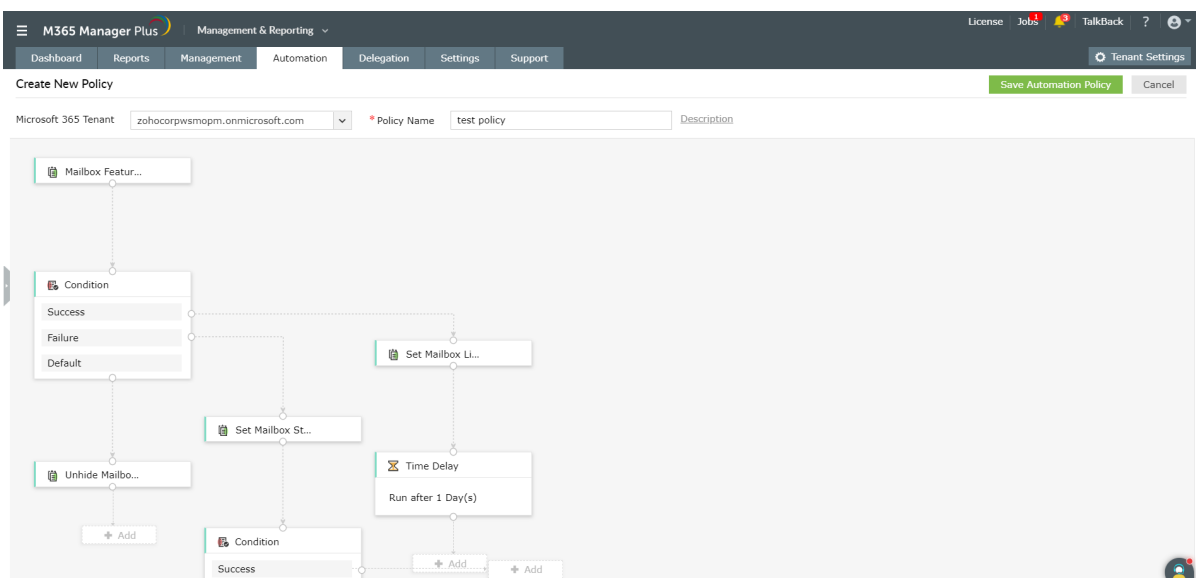 M365 Manager Plus Management & Reporting License Jobs 1 3 TalkBack ?
Dashboard Reports Management Automation Delegation Settings Support Tenant Settings
Create New Policy Save Automation Policy Cancel
Microsoft 365 Tenant zohocorpwsmopm.onmicrosoft.com * Policy Name test policy Description
Mailbox Featur...
Condition
Success
Failure
Default
Set Mailbox Li...
Set Mailbox St...
Time Delay
Unhide Mailbo...
Run after 1 Day(s)
+ Add
Condition
+ Add
+ Add
Success